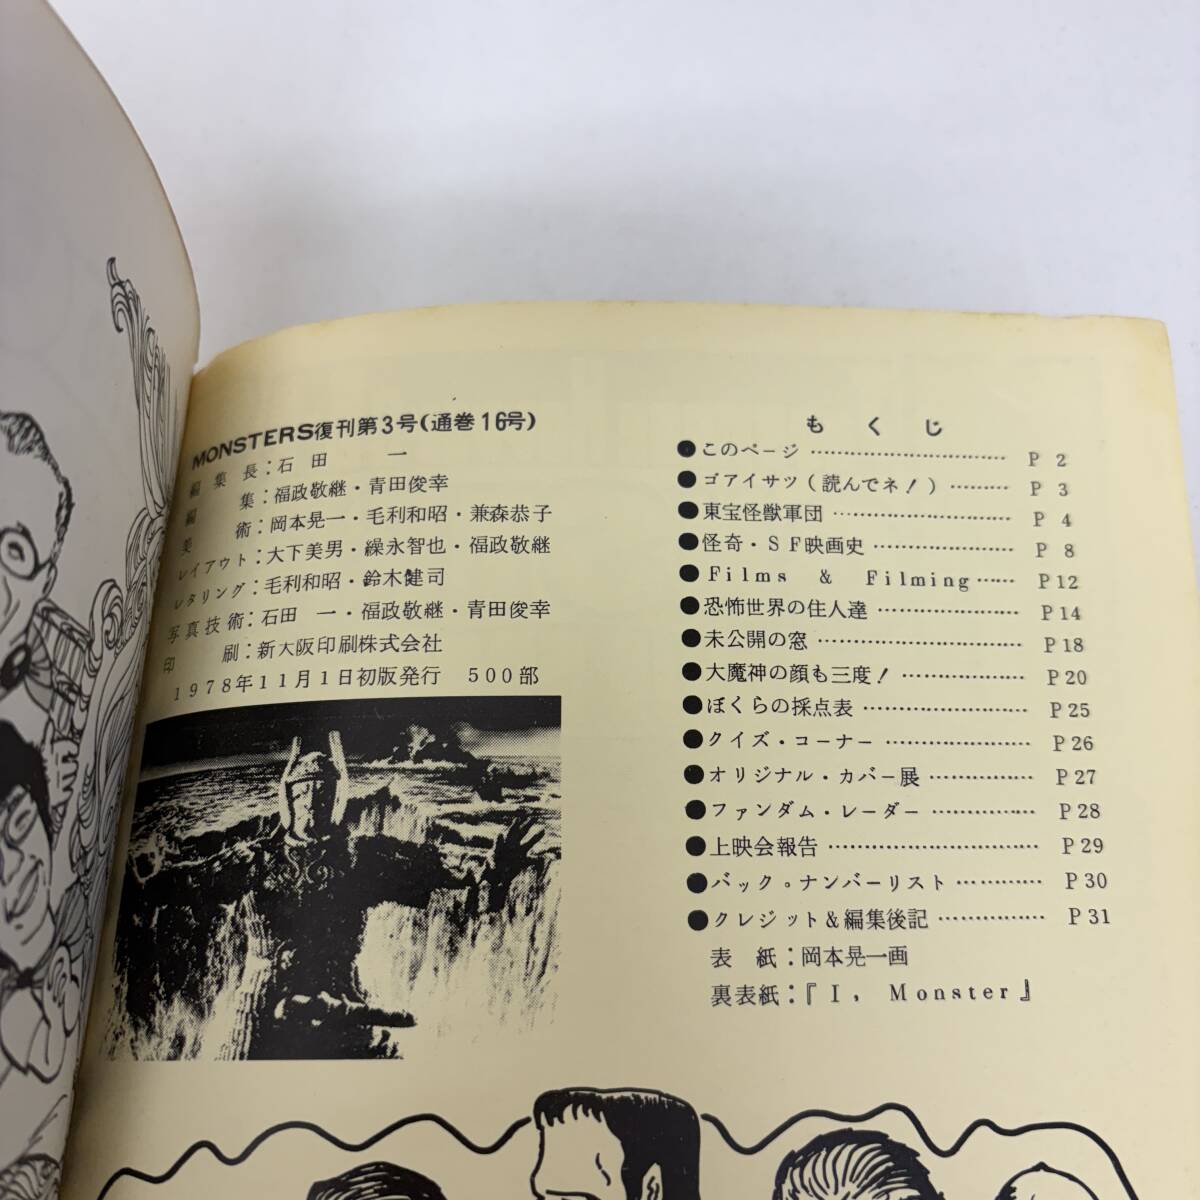 MONSTERS復刊第3号(通巻16号)
編集長:石田　一
編　集:福政敬継・青田俊幸
美　術:岡本晃一・毛利和昭・兼森恭子
レイアウト:大下美男・繰永智也・福政敬継
レタリング:毛利和昭・鈴木健司
写真技術:石田　一・福政敬継・青田俊幸
印　刷:新大阪印刷株式会社
1978年11月1日初版発行　500部
もくじ
●このページ …………………………… P 2
●ゴアイサツ(読んでネ!) ……… P 3
●東宝怪獣軍団 ………………………… P 4
●怪奇・SF映画史 …………………… P 8
●Films & Filming …… P12
●恐怖世界の住人達 ………………… P14
●未公開の窓 …………………………… P18
●大魔神の顔も三度! ……………… P20
●ぼくらの採点表 …………………… P25
●クイズ・コーナー ………………… P26
●オリジナル・カバー展 …………… P27
●ファンダム・レーダー …………… P28
●上映会報告 …………………………… P29
●バック・ナンバーリスト ………… P30
●クレジット&編集後記 …………… P31
表　紙:岡本晃一画
裏表紙:『I, Monster』